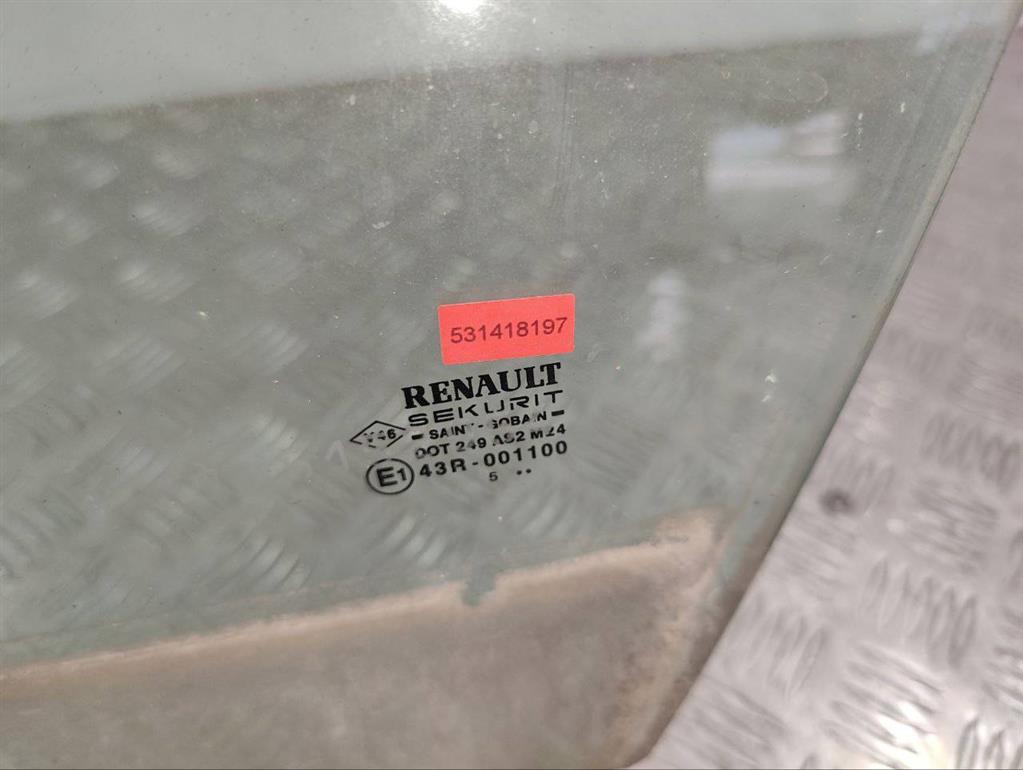 531418197
RENAULT
SEKURIT
- SAINT-GOBAIN -
DOT 249 AS2 M24
E1 43R-001100
5 ••